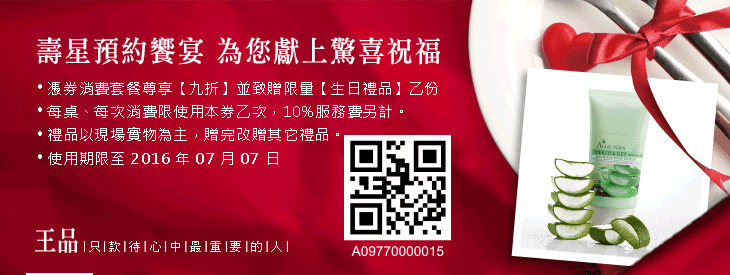 壽星預約饗宴 為您獻上驚喜祝福
• 憑券消費套餐尊享【九折】並致贈限量【生日禮品】乙份
• 每桌、每次消費限使用本券乙次，10%服務費另計。
• 禮品以現場實物為主，贈完改贈其它禮品。
• 使用期限至 2016 年 07 月 07 日
王品 |只|款|待|心|中|最|重|要|的|人|
A09770000015
ALOE VERA